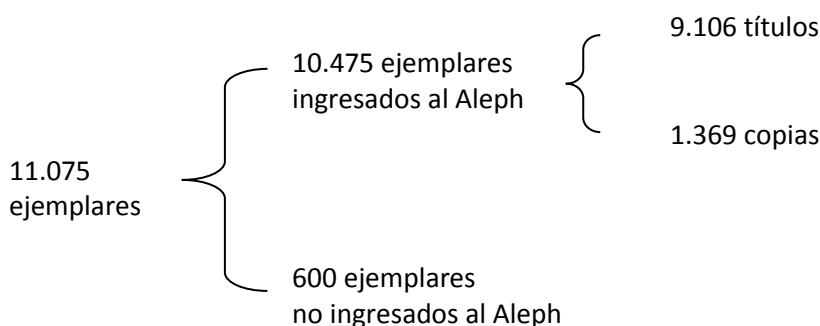 11.075
ejemplares
10.475 ejemplares
ingresados al Aleph
9.106 títulos
1.369 copias
600 ejemplares
no ingresados al Aleph